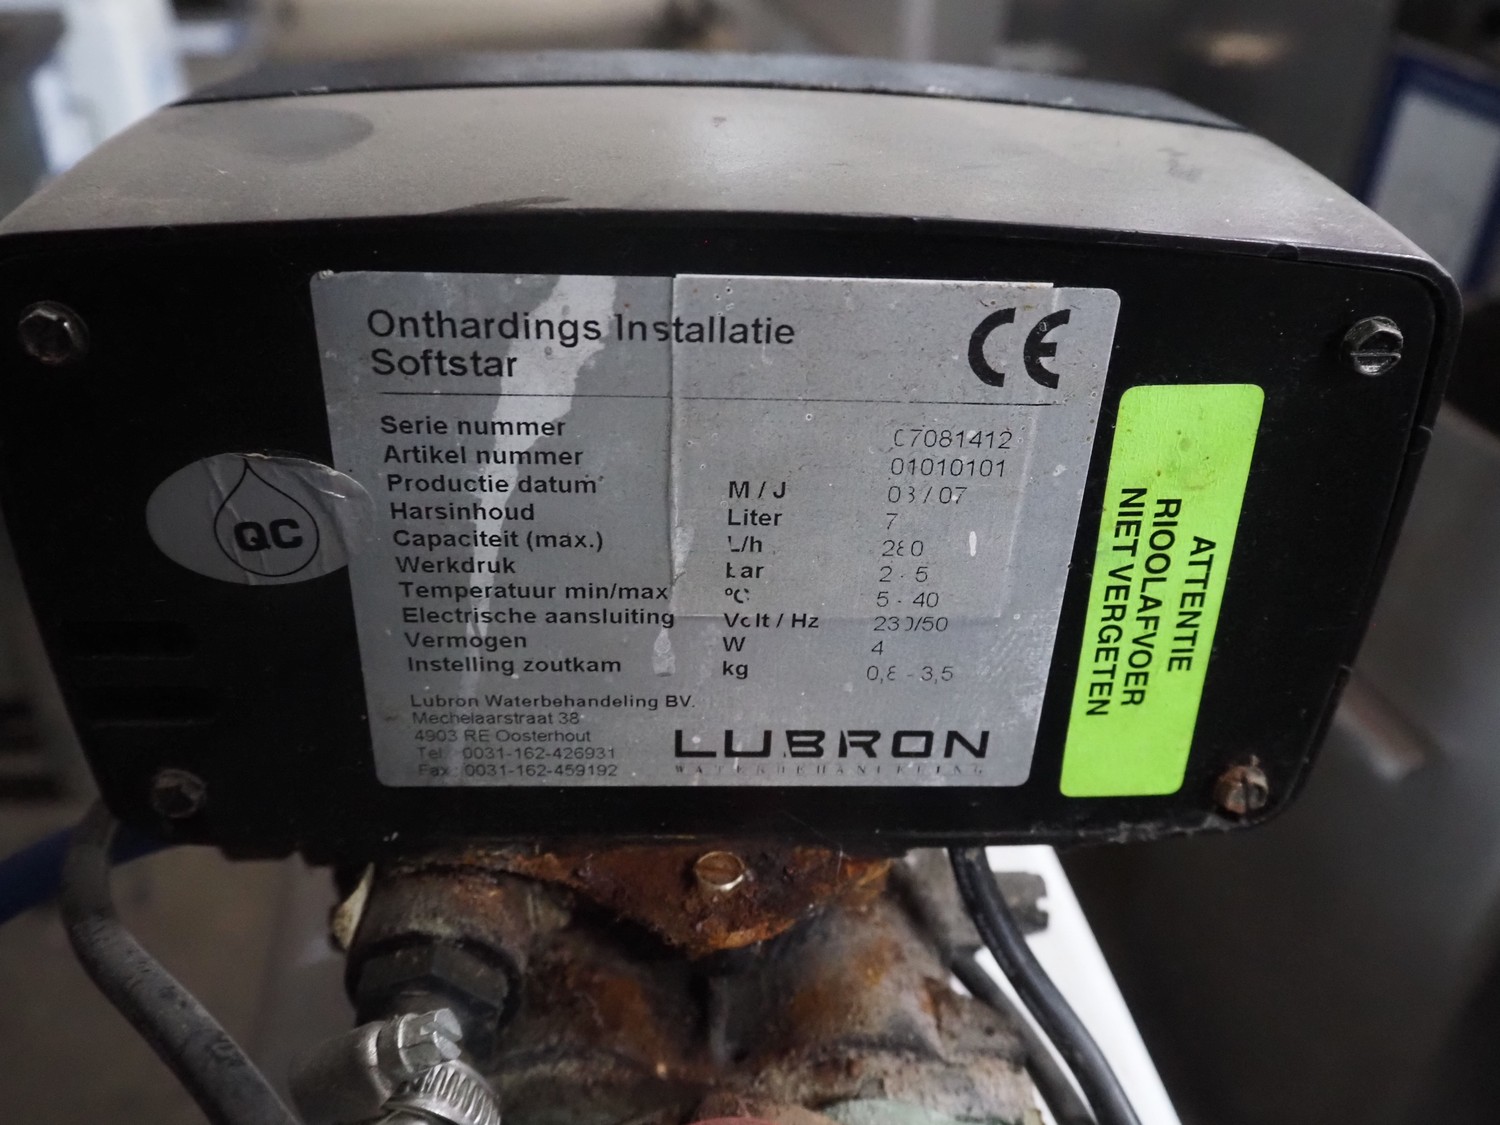 Onthardings Installatie
Softstar
CE
Serie nummer 07081412
Artikel nummer 01010101
Productie datum M / J 03/07
Harsinhoud Liter 7
Capaciteit (max.) L/h 280
Werkdruk bar 2 - 5
Temperatuur min/max °C 5 - 40
Electrische aansluiting Volt / Hz 230/50
Vermogen W 4
Instelling zoutkam kg 0,8 - 3,5
Lubron Waterbehandeling BV.
Mechelaarstraat 38
4903 RE Oosterhout
Tel : 0031-162-426931
Fax : 0031-162-459192
LUBRON
WATERBEHANDELING
QC
ATTENTIE
RIOOLAFVOER
NIET VERGETEN